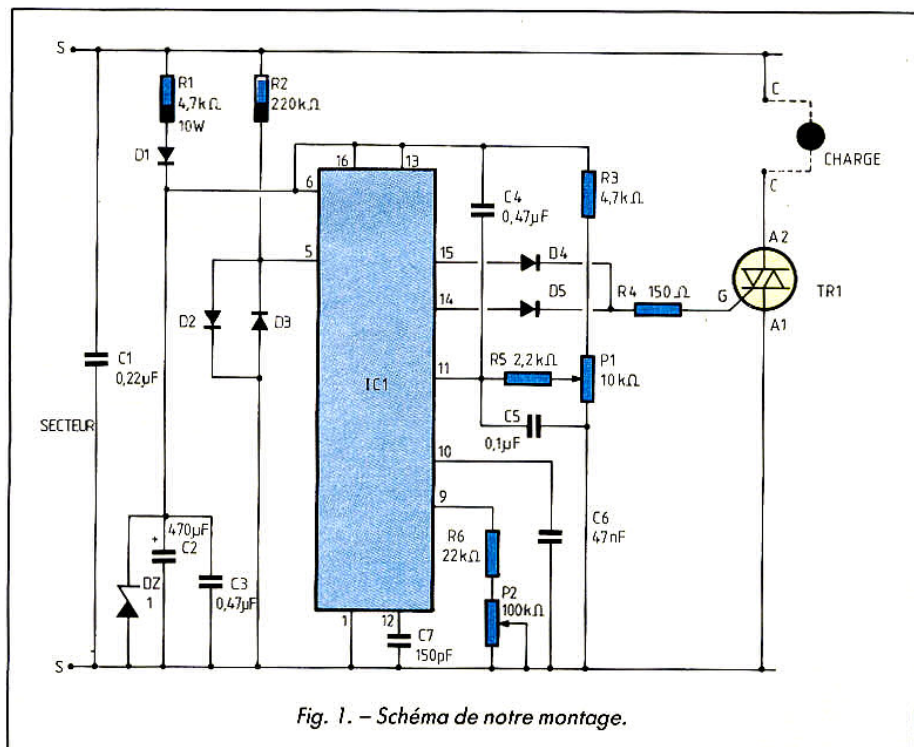 S
R1
4,7kΩ
10W
R2
220kΩ
D1
C
CHARGE
C
16
13
6
C4
0,47µF
R3
4,7kΩ
5
15
D4
A2
14
D5
R4
150Ω
G
TR1
A1
D2
D3
C1
0,22µF
IC1
11
R5 2,2kΩ
P1
10kΩ
SECTEUR
C5
0,1µF
10
9
470µF
+
C2
R6
22kΩ
C6
47nF
DZ
1
C3
0,47µF
P2
100kΩ
1
12
C7
150pF
S
Fig. 1. – Schéma de notre montage.